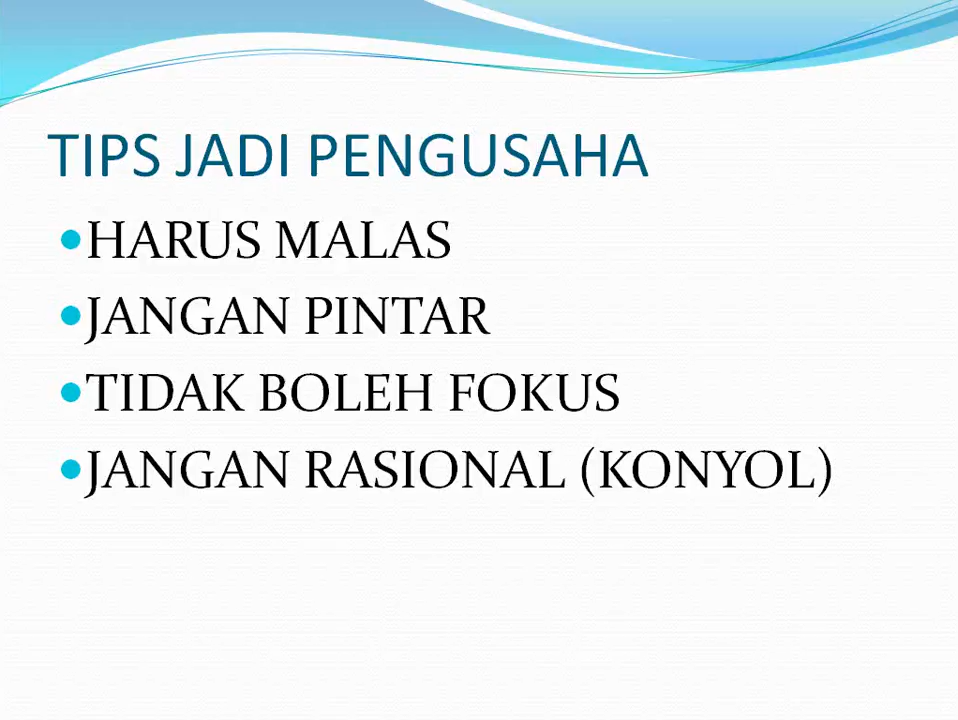 TIPS JADI PENGUSAHA
•HARUS MALAS
•JANGAN PINTAR
•TIDAK BOLEH FOKUS
•JANGAN RASIONAL (KONYOL)